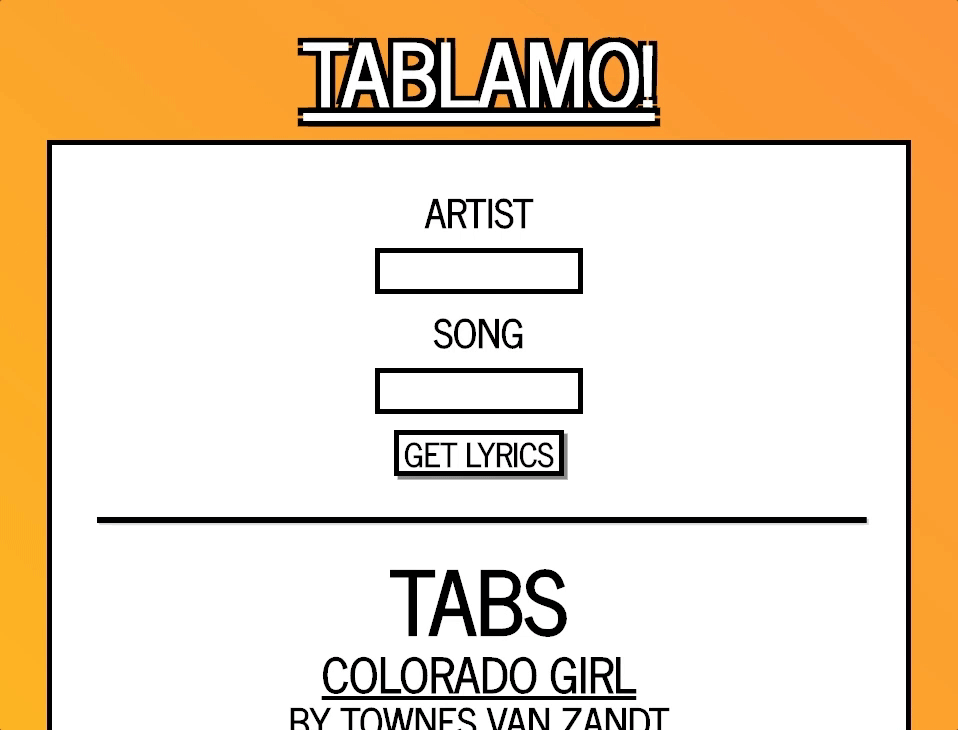 TABLAMO!
ARTIST
SONG
GET LYRICS
TABS
COLORADO GIRL
BY TOWNES VAN ZANDT